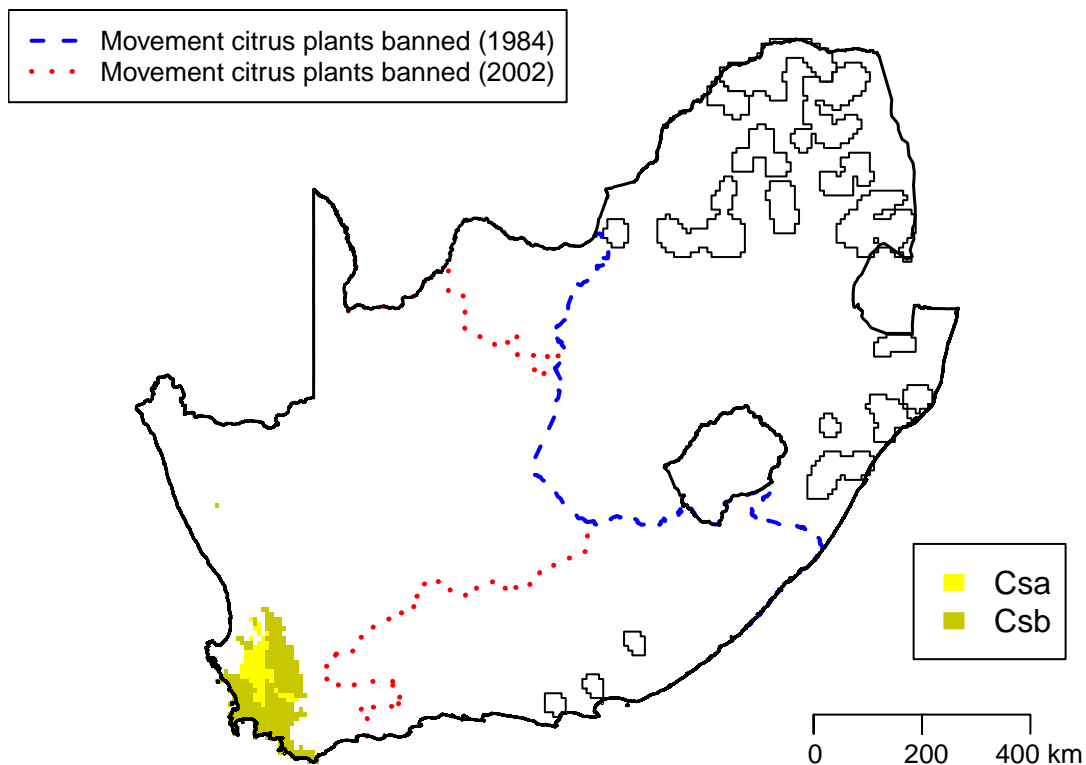 Movement citrus plants banned (1984)
Movement citrus plants banned (2002)
Csa
Csb
0 200 400 km